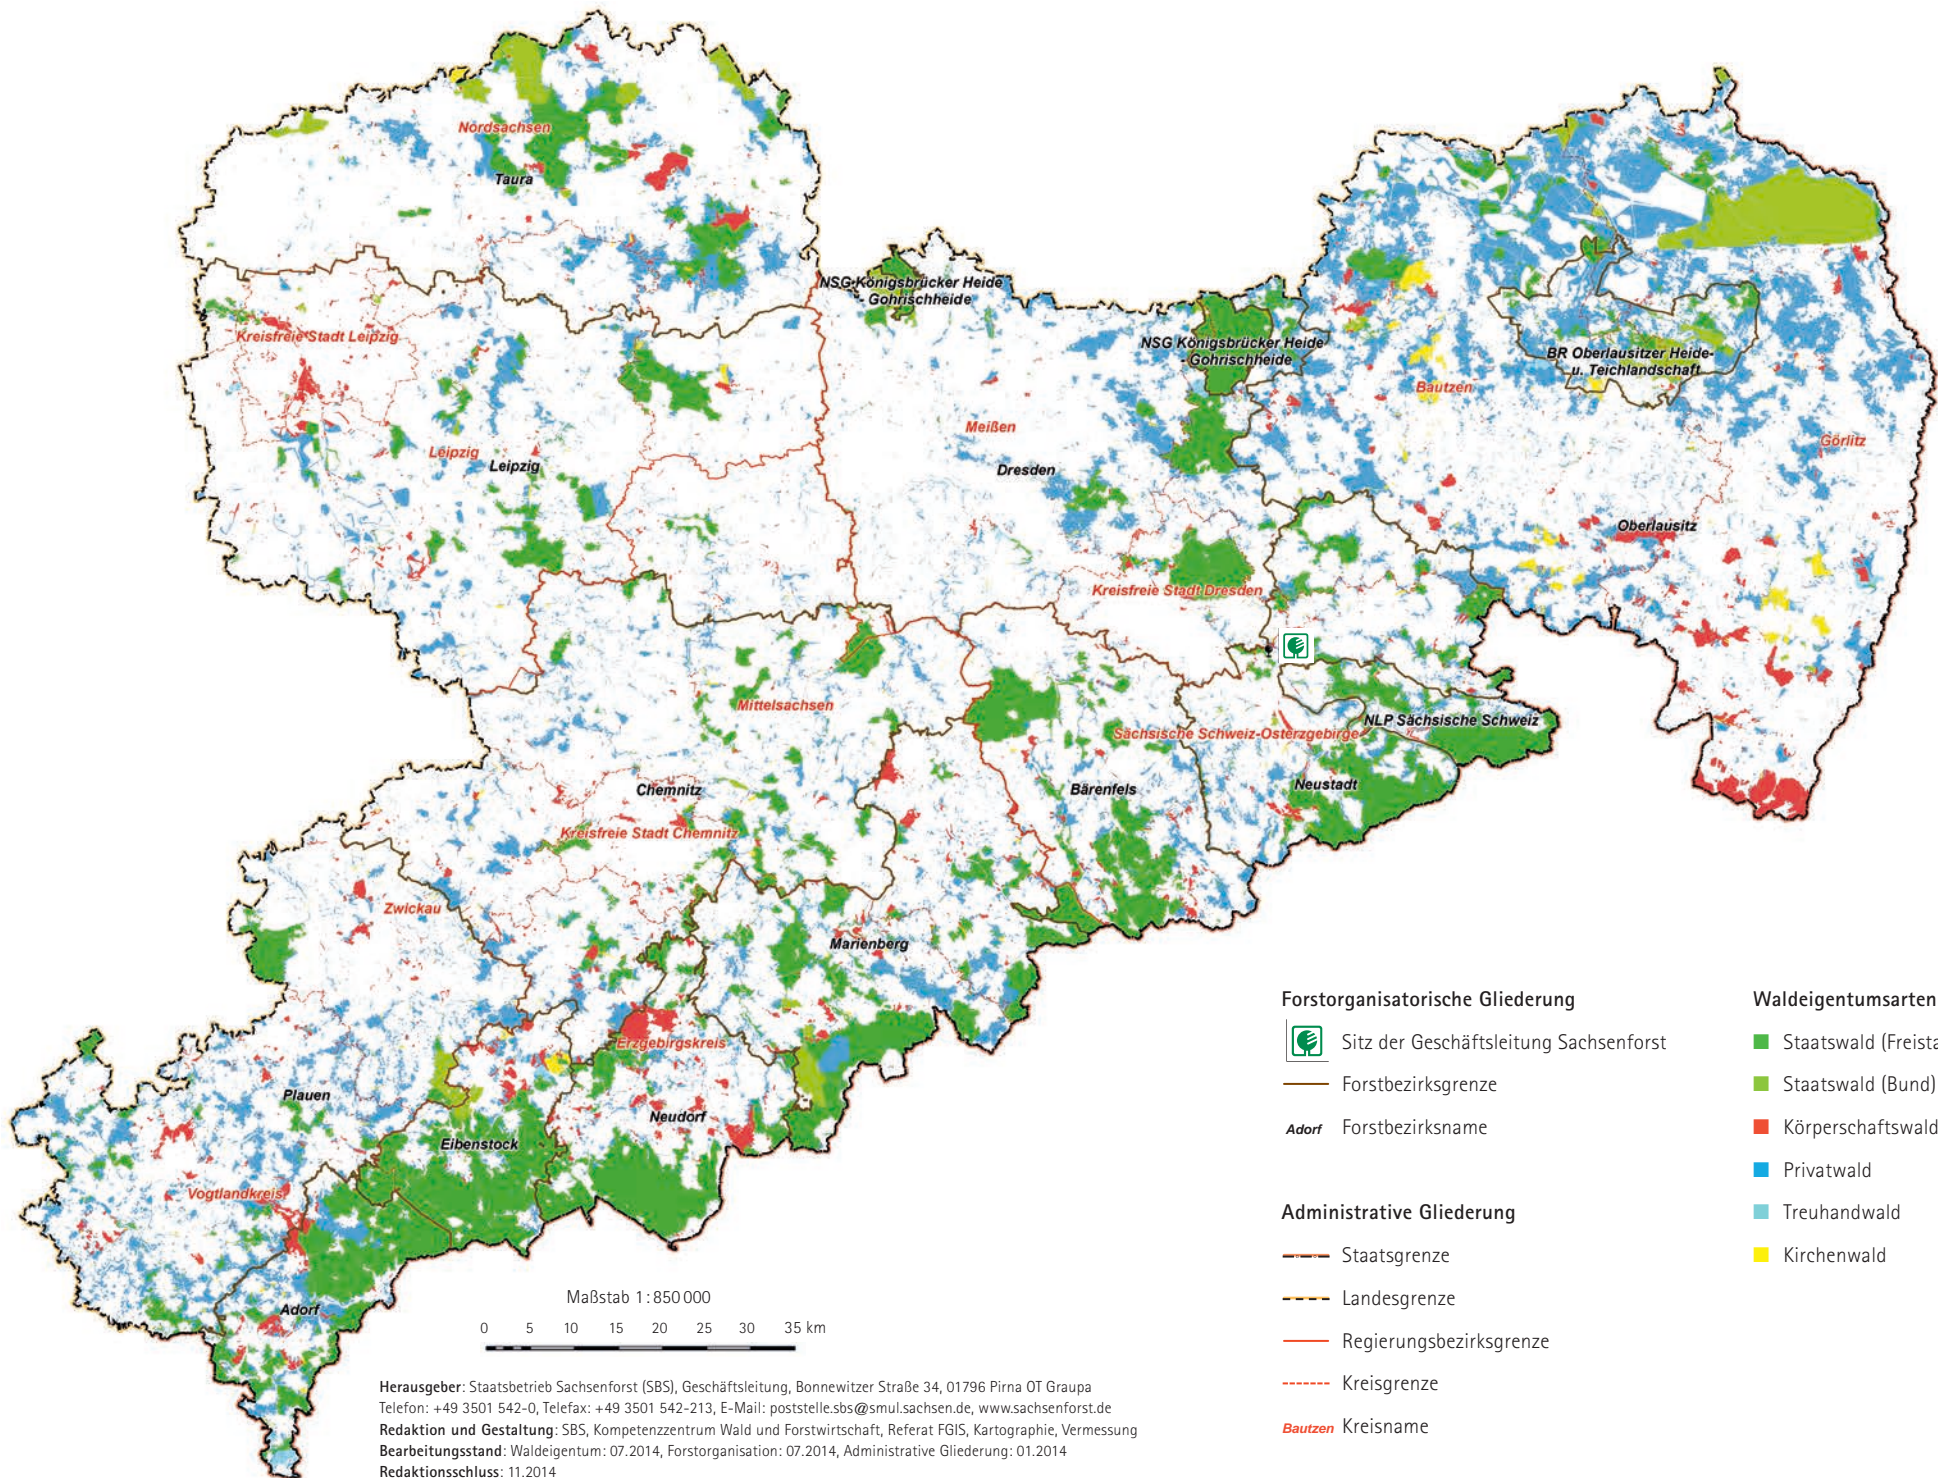 Nordsachsen
Taura
NSG Königsbrücker Heide
- Gohrischheide
Kreisfreie Stadt Leipzig
NSG Königsbrücker Heide
- Gohrischheide
BR Oberlausitzer Heide-
u. Teichlandschaft
Bautzen
Meißen
Görlitz
Leipzig
Leipzig
Dresden
Oberlausitz
Kreisfreie Stadt Dresden
Mittelsachsen
NLP Sächsische Schweiz
Sächsische Schweiz-Osterzgebirge
Chemnitz
Bärenfels
Neustadt
Kreisfreie Stadt Chemnitz
Zwickau
Marienberg
Erzgebirgskreis
Plauen
Neudorf
Eibenstock
Vogtlandkreis
Adorf
Forstorganisatorische Gliederung
Sitz der Geschäftsleitung Sachsenforst
Forstbezirksgrenze
Adorf Forstbezirksname
Administrative Gliederung
Staatsgrenze
Landesgrenze
Regierungsbezirksgrenze
Kreisgrenze
Bautzen Kreisname
Waldeigentumsarten
Staatswald (Freista
Staatswald (Bund)
Körperschaftswald
Privatwald
Treuhandwald
Kirchenwald
Maßstab 1 : 850 000
0 5 10 15 20 25 30 35 km
Herausgeber: Staatsbetrieb Sachsenforst (SBS), Geschäftsleitung, Bonnewitzer Straße 34, 01796 Pirna OT Graupa
Telefon: +49 3501 542-0, Telefax: +49 3501 542-213, E-Mail: poststelle.sbs@smul.sachsen.de, www.sachsenforst.de
Redaktion und Gestaltung: SBS, Kompetenzzentrum Wald und Forstwirtschaft, Referat FGIS, Kartographie, Vermessung
Bearbeitungsstand: Waldeigentum: 07.2014, Forstorganisation: 07.2014, Administrative Gliederung: 01.2014
Redaktionsschluss: 11.2014